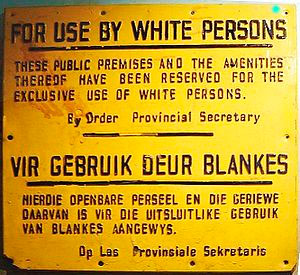 FOR USE BY WHITE PERSONS
THESE PUBLIC PREMISES AND THE AMENITIES
THEREOF HAVE BEEN RESERVED FOR THE
EXCLUSIVE USE OF WHITE PERSONS.
By Order Provincial Secretary
VIR GEBRUIK DEUR BLANKES
HIERDIE OPENBARE PERSEEL EN DIE GERIEWE
DAARVAN IS VIR DIE UITSLUITLIKE GEBRUIK
VAN BLANKES AANGEWYS.
Op Las Provinsiale Sekretaris